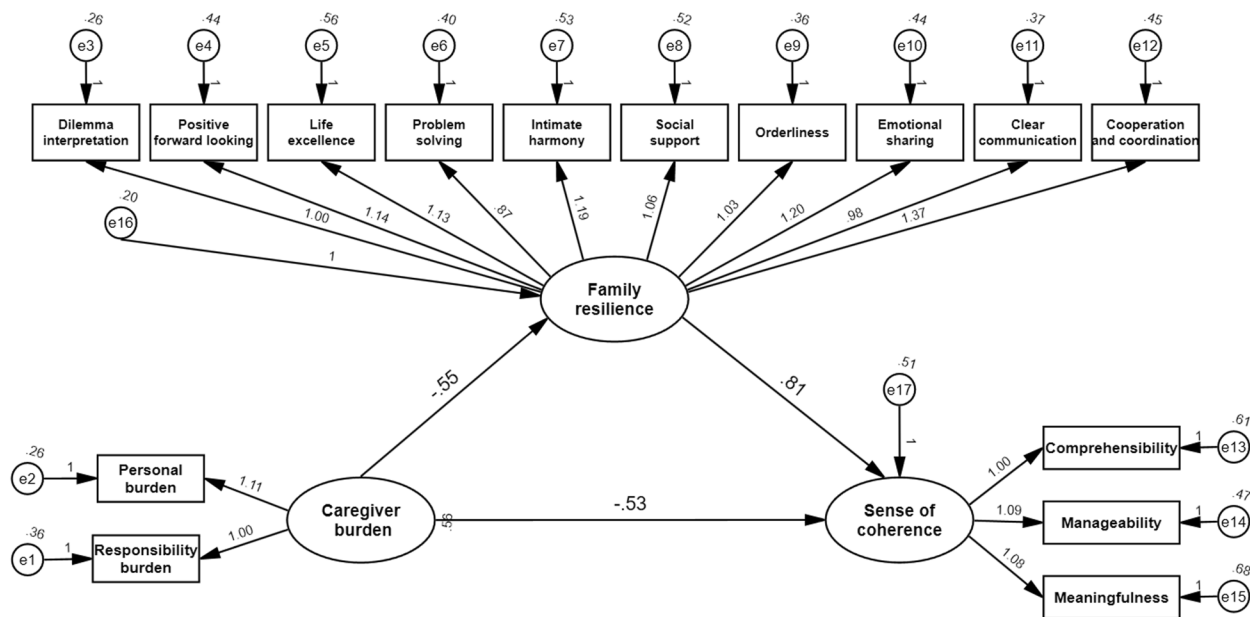 .26 .44 .56 .40 .53 .52 .36 .44 .37 .45
e3 e4 e5 e6 e7 e8 e9 e10 e11 e12
1 1 1 1 1 1 1 1 1 1
Dilemma
interpretation
Positive
forward looking
Life
excellence
Problem
solving
Intimate
harmony
Social
support
Orderliness
Emotional
sharing
Clear
communication
Cooperation
and coordination
.20
e16
1
1.00 1.14 1.13 .87 1.19 1.06 1.03 1.20 .98 1.37
Family
resilience
-.55
.81
.51
e17
1
.26
e2
1
Personal
burden
1.11
.36
e1
1
Responsibility
burden
1.00
Caregiver
burden
.56
-.53
Sense of
coherence
1.00
Comprehensibility
1
.61
e13
1.09
Manageability
1
.47
e14
1.08
Meaningfulness
1
.68
e15